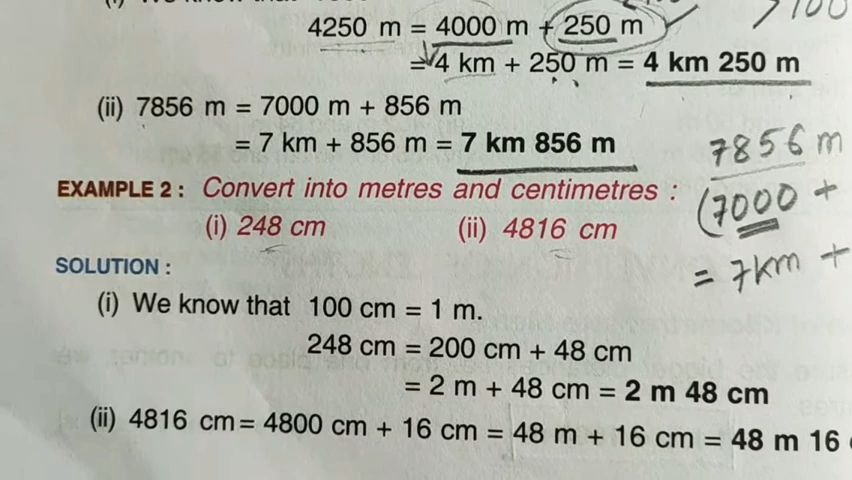 4250 m = 4000 m + 250 m
= 4 km + 250 m = 4 km 250 m
(ii) 7856 m = 7000 m + 856 m
= 7 km + 856 m = 7 km 856 m
7856 m
EXAMPLE 2 : Convert into metres and centimetres :
(7000 +
(i) 248 cm (ii) 4816 cm
= 7km +
SOLUTION :
(i) We know that 100 cm = 1 m.
248 cm = 200 cm + 48 cm
= 2 m + 48 cm = 2 m 48 cm
(ii) 4816 cm = 4800 cm + 16 cm = 48 m + 16 cm = 48 m 16